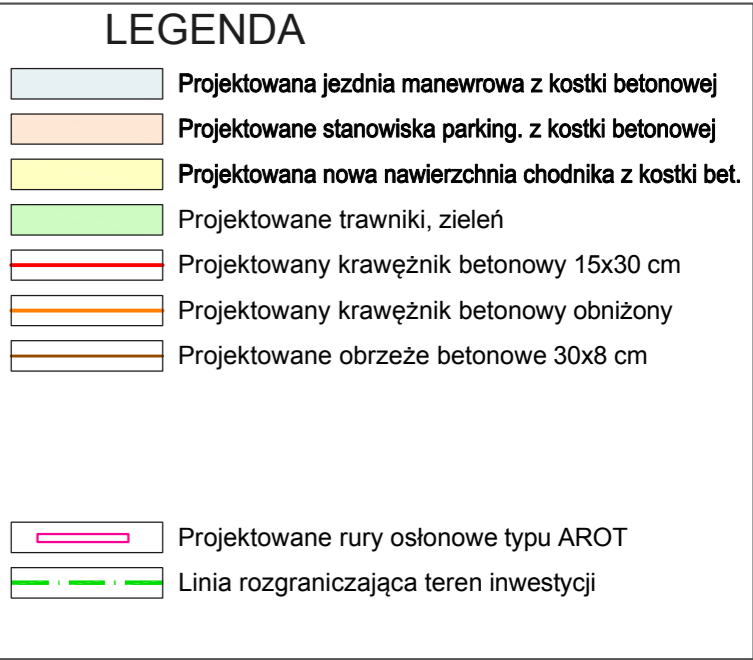 LEGENDA
Projektowana jezdnia manewrowa z kostki betonowej
Projektowane stanowiska parking. z kostki betonowej
Projektowana nowa nawierzchnia chodnika z kostki bet.
Projektowane trawniki, zieleń
Projektowany krawężnik betonowy 15x30 cm
Projektowany krawężnik betonowy obniżony
Projektowane obrzeże betonowe 30x8 cm
Projektowane rury osłonowe typu AROT
Linia rozgraniczająca teren inwestycji